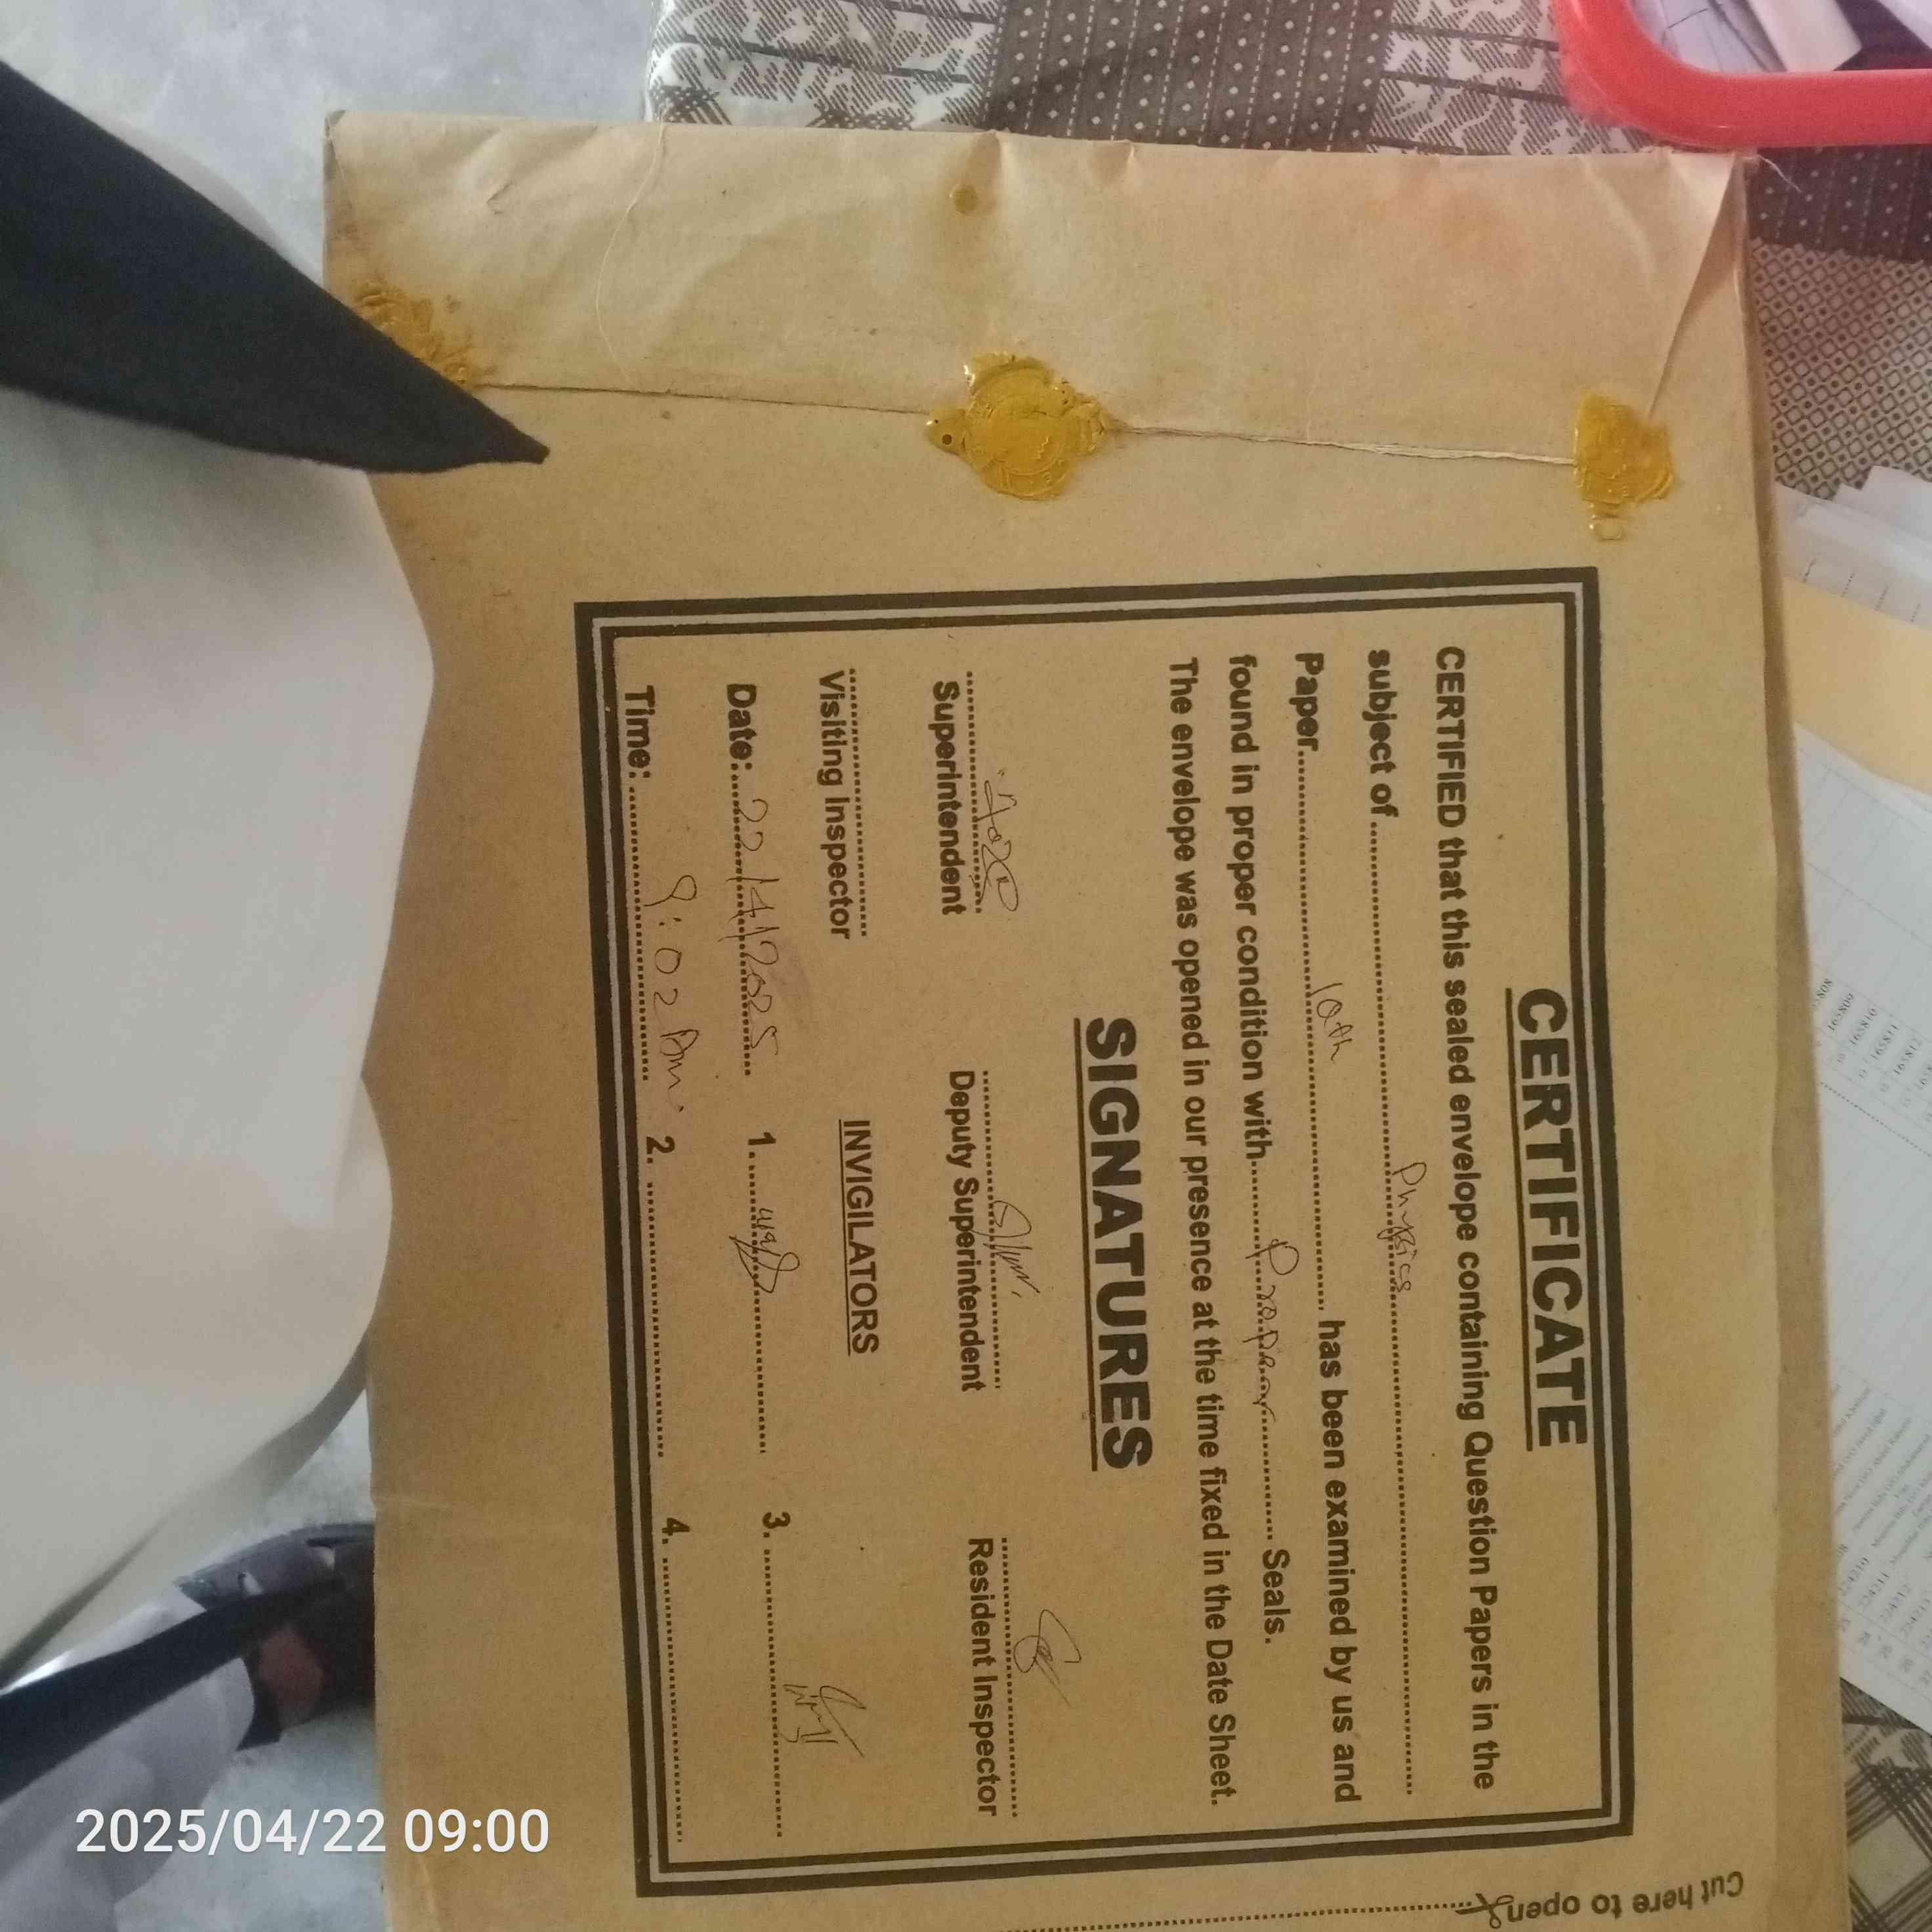 CERTIFICATE
CERTIFIED that this sealed envelope containing Question Papers in the
subject of Physics
Paper 10th has been examined by us and
found in proper condition with Proper Seals.
The envelope was opened in our presence at the time fixed in the Date Sheet.
SIGNATURES
Superintendent Deputy Superintendent Resident Inspector
Visiting Inspector INVIGILATORS
Date: 22/4/2025 1. 3.
Time: 9:02 Am 2. 4.
Cut here to open
2025/04/22 09:00